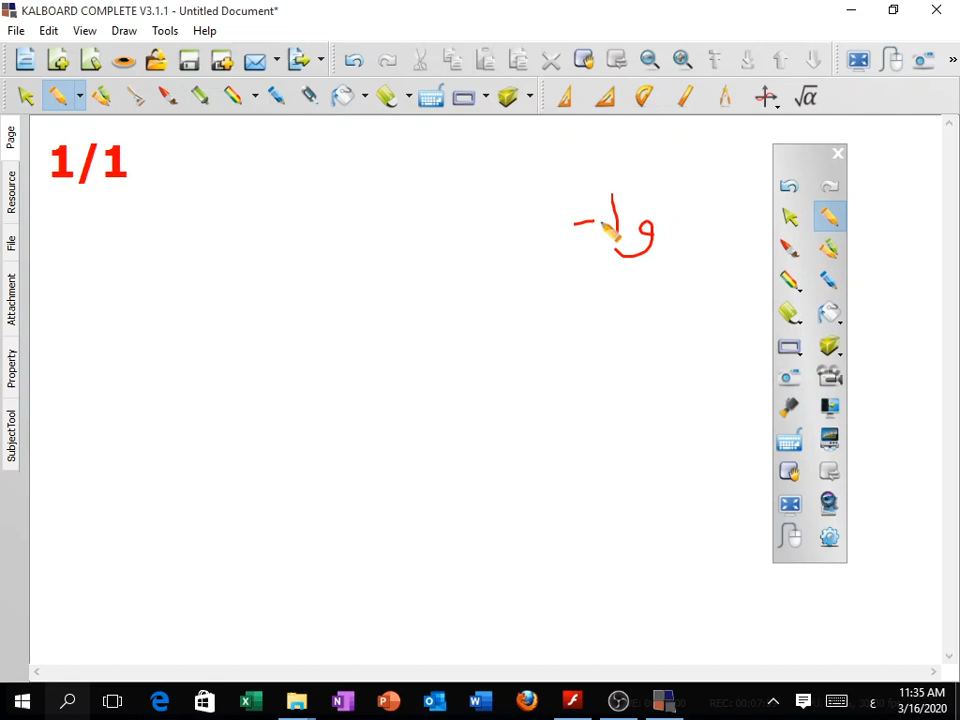 KALBOARD COMPLETE V3.1.1 - Untitled Document*
File Edit View Draw Tools Help
Page
Resource
File
Attachment
Property
SubjectTool
1/1
11:35 AM
3/16/2020